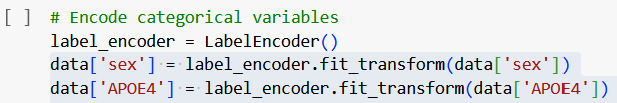 [ ] # Encode categorical variables
label_encoder = LabelEncoder()
data['sex'] = label_encoder.fit_transform(data['sex'])
data['APOE4'] = label_encoder.fit_transform(data['APOE4'])